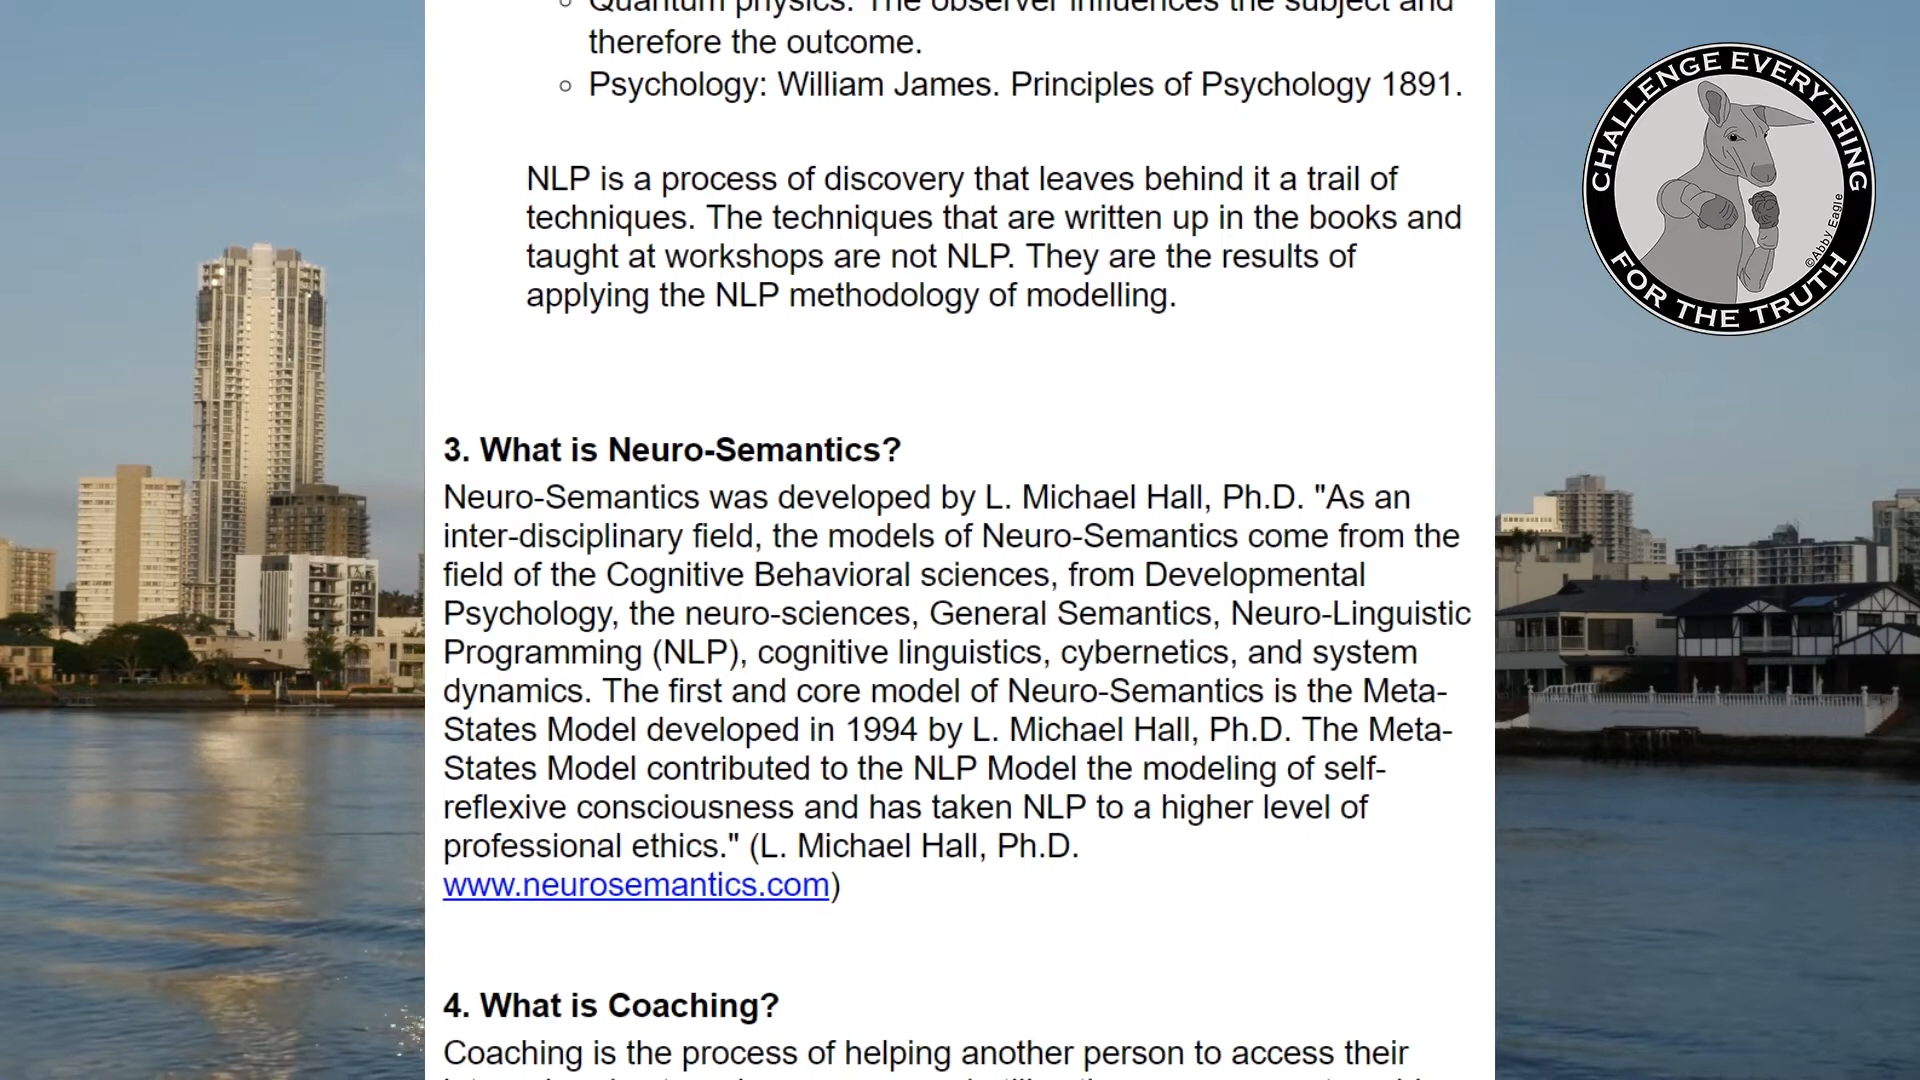 Quantum physics: The observer influences the subject and
therefore the outcome.
Psychology: William James. Principles of Psychology 1891.
NLP is a process of discovery that leaves behind it a trail of
techniques. The techniques that are written up in the books and
taught at workshops are not NLP. They are the results of
applying the NLP methodology of modelling.
3. What is Neuro-Semantics?
Neuro-Semantics was developed by L. Michael Hall, Ph.D. "As an
inter-disciplinary field, the models of Neuro-Semantics come from the
field of the Cognitive Behavioral sciences, from Developmental
Psychology, the neuro-sciences, General Semantics, Neuro-Linguistic
Programming (NLP), cognitive linguistics, cybernetics, and system
dynamics. The first and core model of Neuro-Semantics is the Meta-
States Model developed in 1994 by L. Michael Hall, Ph.D. The Meta-
States Model contributed to the NLP Model the modeling of self-
reflexive consciousness and has taken NLP to a higher level of
professional ethics." (L. Michael Hall, Ph.D.
www.neurosemantics.com)
4. What is Coaching?
Coaching is the process of helping another person to access their
CHALLENGE EVERYTHING
FOR THE TRUTH
©Abby Eagle